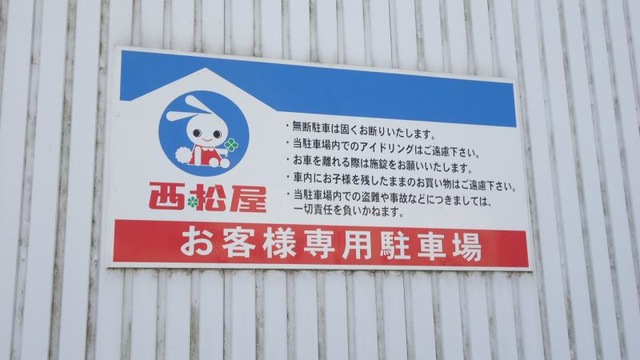 ・無断駐車は固くお断りいたします。
・当駐車場内でのアイドリングはご遠慮下さい。
・お車を離れる際は施錠をお願いいたします。
・車内にお子様を残したままのお買い物はご遠慮下さい。
・当駐車場内での盗難や事故などにつきましては、
一切責任を負いかねます。
西松屋
お客様専用駐車場